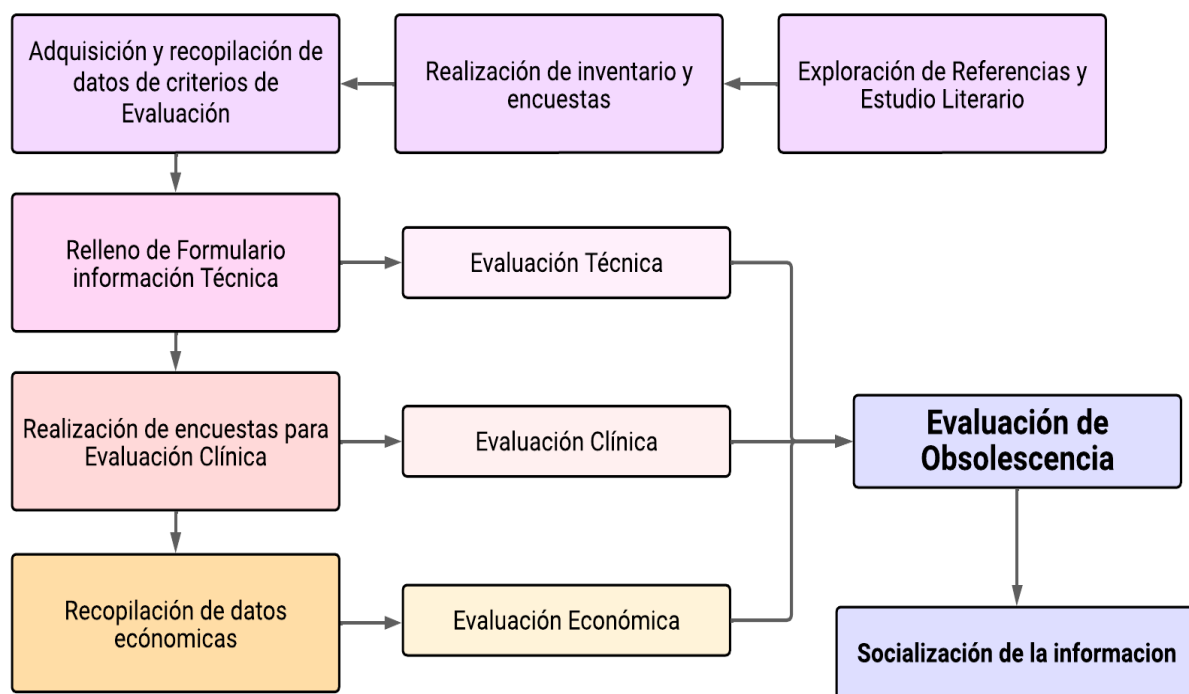 Adquisición y recopilación de
datos de criterios de
Evaluación
Realización de inventario y
encuestas
Exploración de Referencias y
Estudio Literario
Relleno de Formulario
información Técnica
Evaluación Técnica
Realización de encuestas para
Evaluación Clínica
Evaluación Clínica
Evaluación de
Obsolescencia
Recopilación de datos
ecónomicas
Evaluación Económica
Socialización de la informacion